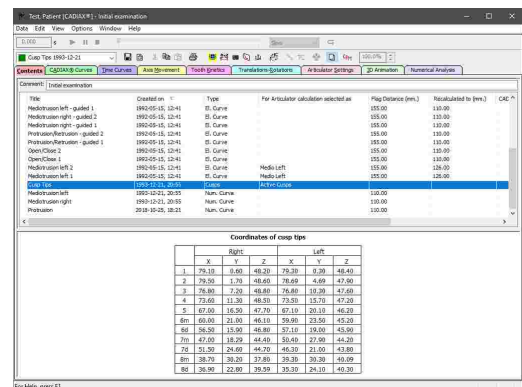 Test, Patient [CADIAX®] - Initial examination
Date Edit View Options Window Help
0.000
Slow
Cusp Tips 1993-12-21
100.0%
Contents CADIAX® Curves Time Curves Axis Movement Tooth Kinetics Translations-Rotations Articulator Settings 3D Animation Numerical Analysis
Comment: Initial examination
Title Created on Type For Articulator calculation selected as Flag Distance (mm.) Recalculated to (mm.) CAD
Mediotrusion left - guided 1 1992-05-15, 12:41 El. Curve 155.00 110.00
Mediotrusion right - guided 2 1992-05-15, 12:41 El. Curve 155.00 110.00
Mediotrusion right - guided 1 1992-05-15, 12:41 El. Curve 155.00 110.00
Protrusion/Retrusion - guided 2 1992-05-15, 12:41 El. Curve 155.00 110.00
Protrusion/Retrusion - guided 1 1992-05-15, 12:41 El. Curve 155.00 110.00
Open/Close 2 1992-05-15, 12:41 El. Curve 155.00 110.00
Open/Close 1 1992-05-15, 12:41 El. Curve 155.00 110.00
Mediotrusion left 2 1992-05-15, 12:41 El. Curve Medio Left 155.00 126.00
Mediotrusion left 1 1992-05-15, 12:41 El. Curve Medio Left 155.00 126.00
Cusp Tips 1993-12-21, 20:55 Cusps Active Cusps
Mediotrusion left 1993-12-21, 20:55 Num. Curve 110.00
Mediotrusion right 1993-12-21, 20:55 Num. Curve 110.00
Protrusion 2018-10-25, 18:21 Num. Curve 110.00
Coordinates of cusp tips
Right Left
X Y Z X Y Z
1 79.10 0.60 48.20 79.30 0.30 48.40
2 79.50 1.70 48.60 78.69 4.69 47.90
3 76.80 7.20 48.80 76.80 10.30 47.60
4 73.60 11.30 48.50 73.50 15.70 47.20
5 67.00 16.50 47.70 67.10 20.10 46.20
6m 60.00 21.00 46.10 59.90 23.50 45.20
6d 56.50 15.90 46.80 57.10 19.00 45.90
7m 47.00 18.29 44.40 50.40 27.90 44.20
7d 51.50 24.60 44.70 46.30 21.00 43.80
8m 38.70 30.20 37.80 39.30 30.30 40.09
8d 36.90 22.80 39.59 35.30 24.10 40.30
For Help, press F1